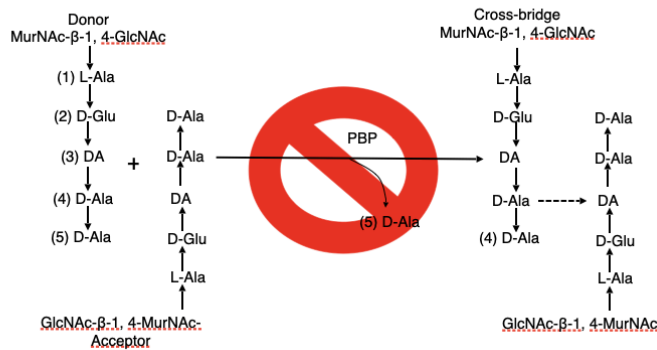 Donor
MurNAc-β-1, 4-GlcNAc
(1) L-Ala
(2) D-Glu
(3) DA
(4) D-Ala
(5) D-Ala
+
D-Ala
D-Ala
DA
D-Glu
L-Ala
GlcNAc-β-1, 4-MurNAc-
Acceptor
PBP
(5) D-Ala
Cross-bridge
MurNAc-β-1, 4-GlcNAc
L-Ala
D-Glu
DA
D-Ala
(4) D-Ala
D-Ala
D-Ala
DA
D-Glu
L-Ala
GlcNAc-β-1, 4-MurNAc